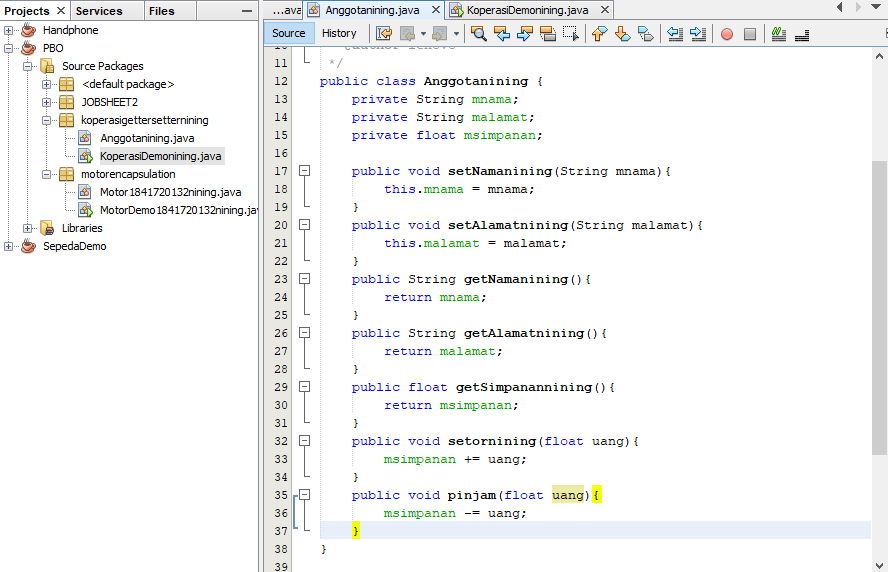 Projects
Services
Files
...ava
Anggotanining.java
KoperasiDemonining.java
Handphone
PBO
Source Packages
<default package>
JOBSHEET2
koperasigettersetternining
Anggotanining.java
KoperasiDemonining.java
motorencapsulation
Motor1841720132nining.java
MotorDemo1841720132nining.jav
Libraries
SepedaDemo
Source
History
11 */
12 public class Anggotanining {
13 private String mnama;
14 private String malamat;
15 private float msimpanan;
16
17 public void setNamanining(String mnama){
18 this.mnama = mnama;
19 }
20 public void setAlamatnining(String malamat){
21 this.malamat = malamat;
22 }
23 public String getNamanining(){
24 return mnama;
25 }
26 public String getAlamatnining(){
27 return malamat;
28 }
29 public float getSimpanannining(){
30 return msimpanan;
31 }
32 public void setornining(float uang){
33 msimpanan += uang;
34 }
35 public void pinjam(float uang){
36 msimpanan -= uang;
37 }
38 }
39